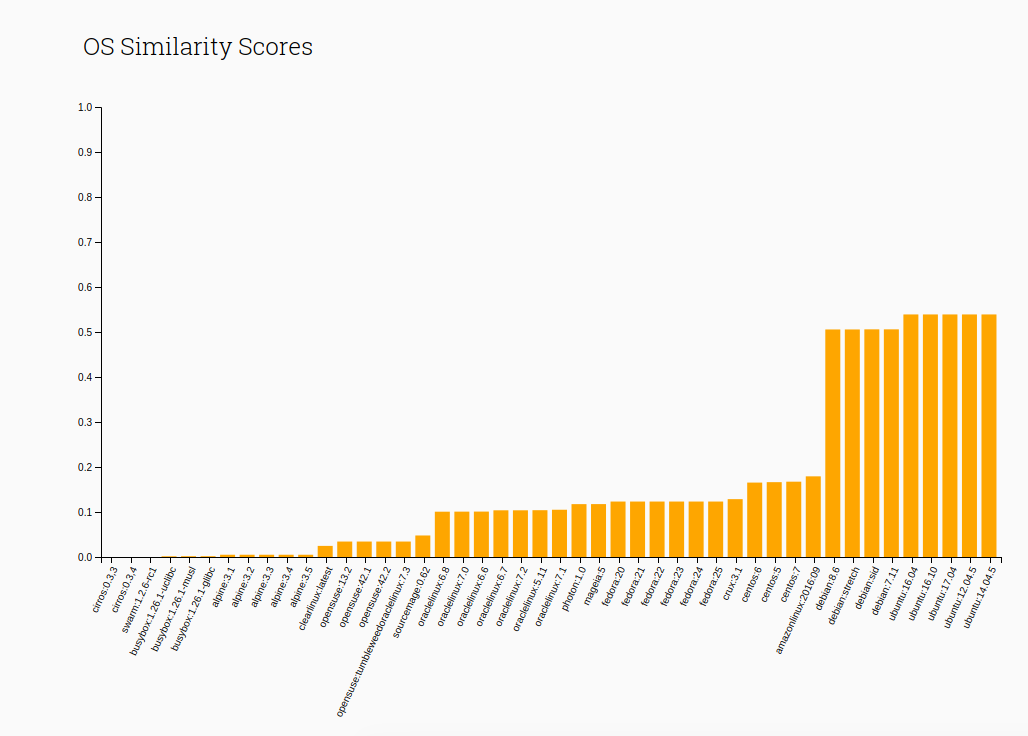 OS Similarity Scores
1.0
0.9
0.8
0.7
0.6
0.5
0.4
0.3
0.2
0.1
0.0
cirros:0.3.3
cirros:0.3.4
swarm:1.2.6-rc1
busybox:1.26.1-uclibc
busybox:1.26.1-musl
busybox:1.26.1-glibc
alpine:3.1
alpine:3.2
alpine:3.3
alpine:3.4
alpine:3.5
clearlinux:latest
opensuse:13.2
opensuse:42.1
opensuse:42.2
opensuse:tumbleweedoraclelinux:7.3
sourcemage:0.62
oraclelinux:6.8
oraclelinux:7.0
oraclelinux:6.6
oraclelinux:6.7
oraclelinux:7.2
oraclelinux:5.11
oraclelinux:7.1
photon:1.0
mageia:5
fedora:20
fedora:21
fedora:22
fedora:23
fedora:24
fedora:25
crux:3.1
centos:6
centos:5
centos:7
amazonlinux:2016.09
debian:8.6
debian:stretch
debian:sid
debian:7.11
ubuntu:16.04
ubuntu:16.10
ubuntu:17.04
ubuntu:12.04.5
ubuntu:14.04.5